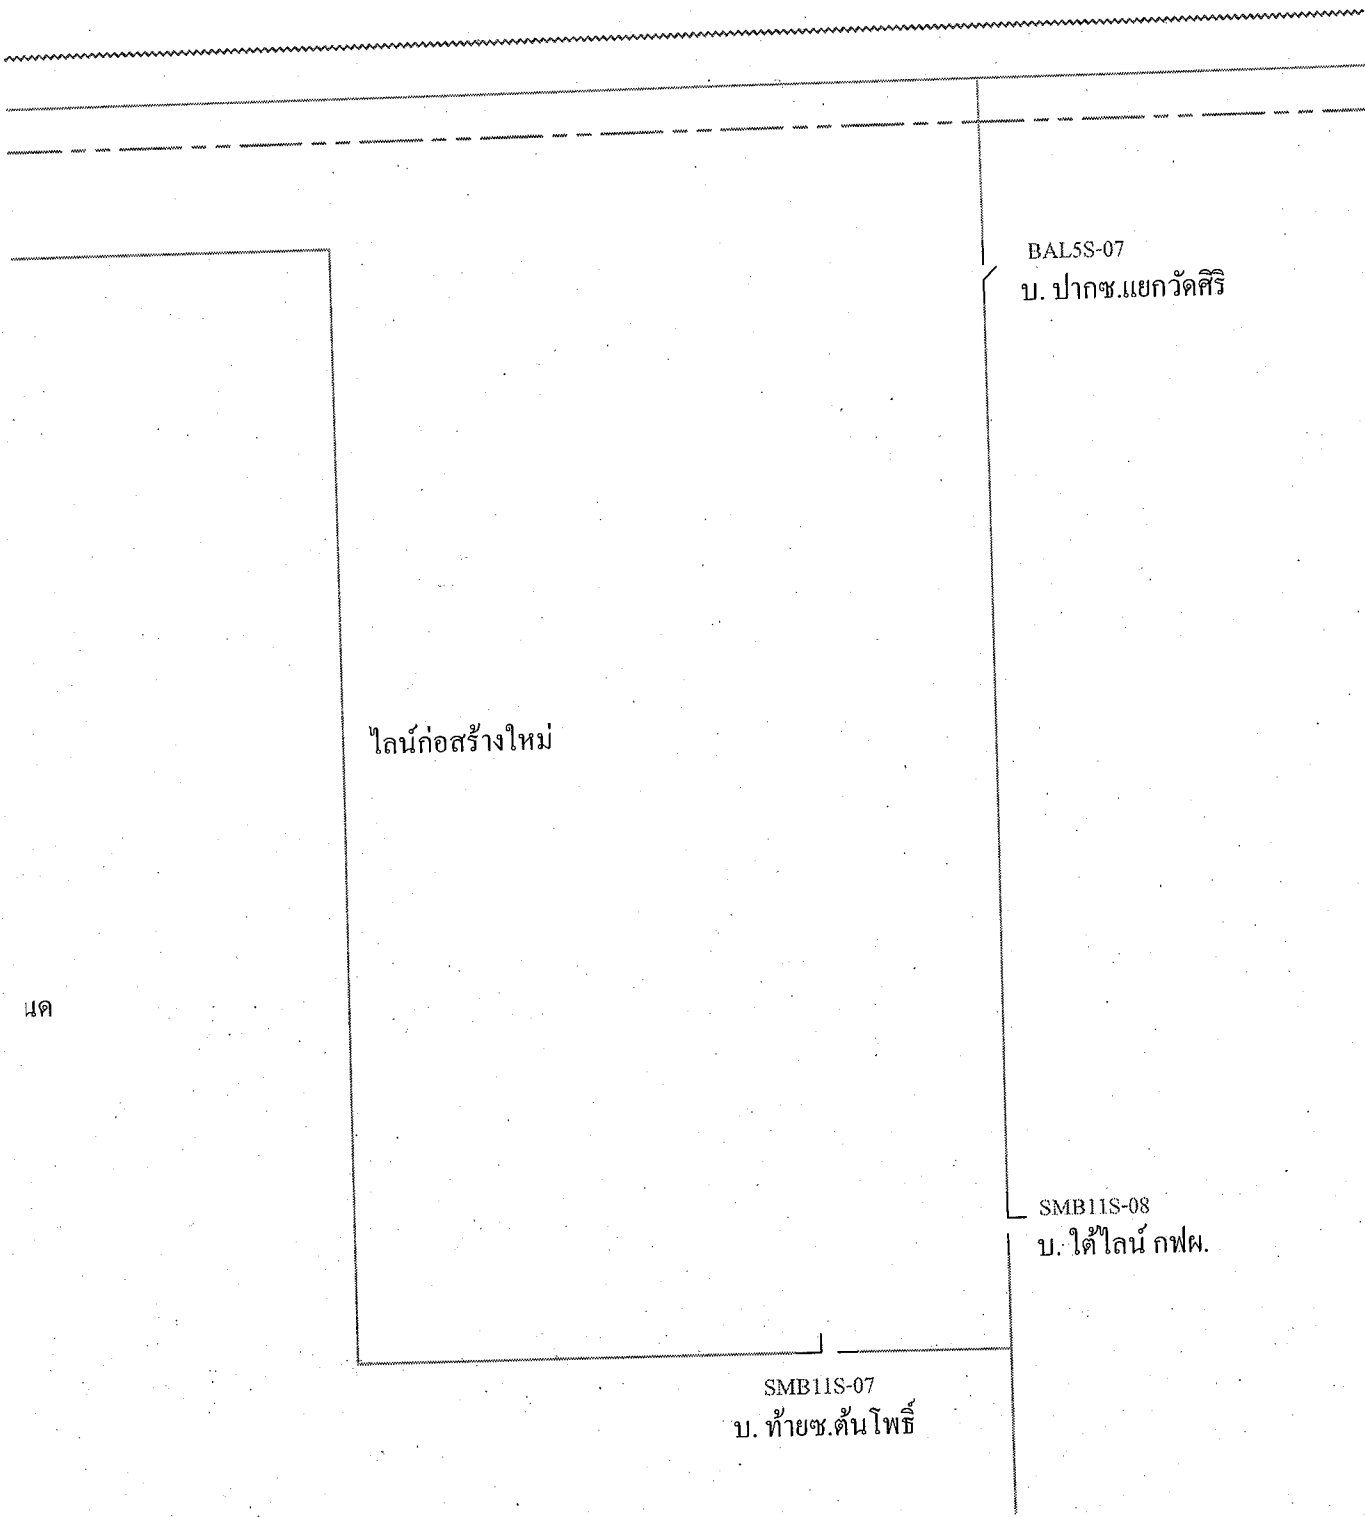 BAL5S-07
บ. ปากซ.แยกวัดศิริ
ไลน์ก่อสร้างใหม่
นด
SMB11S-08
บ. ใต้ไลน์ กฟผ.
SMB11S-07
บ. ท้ายซ.ต้นโพธิ์